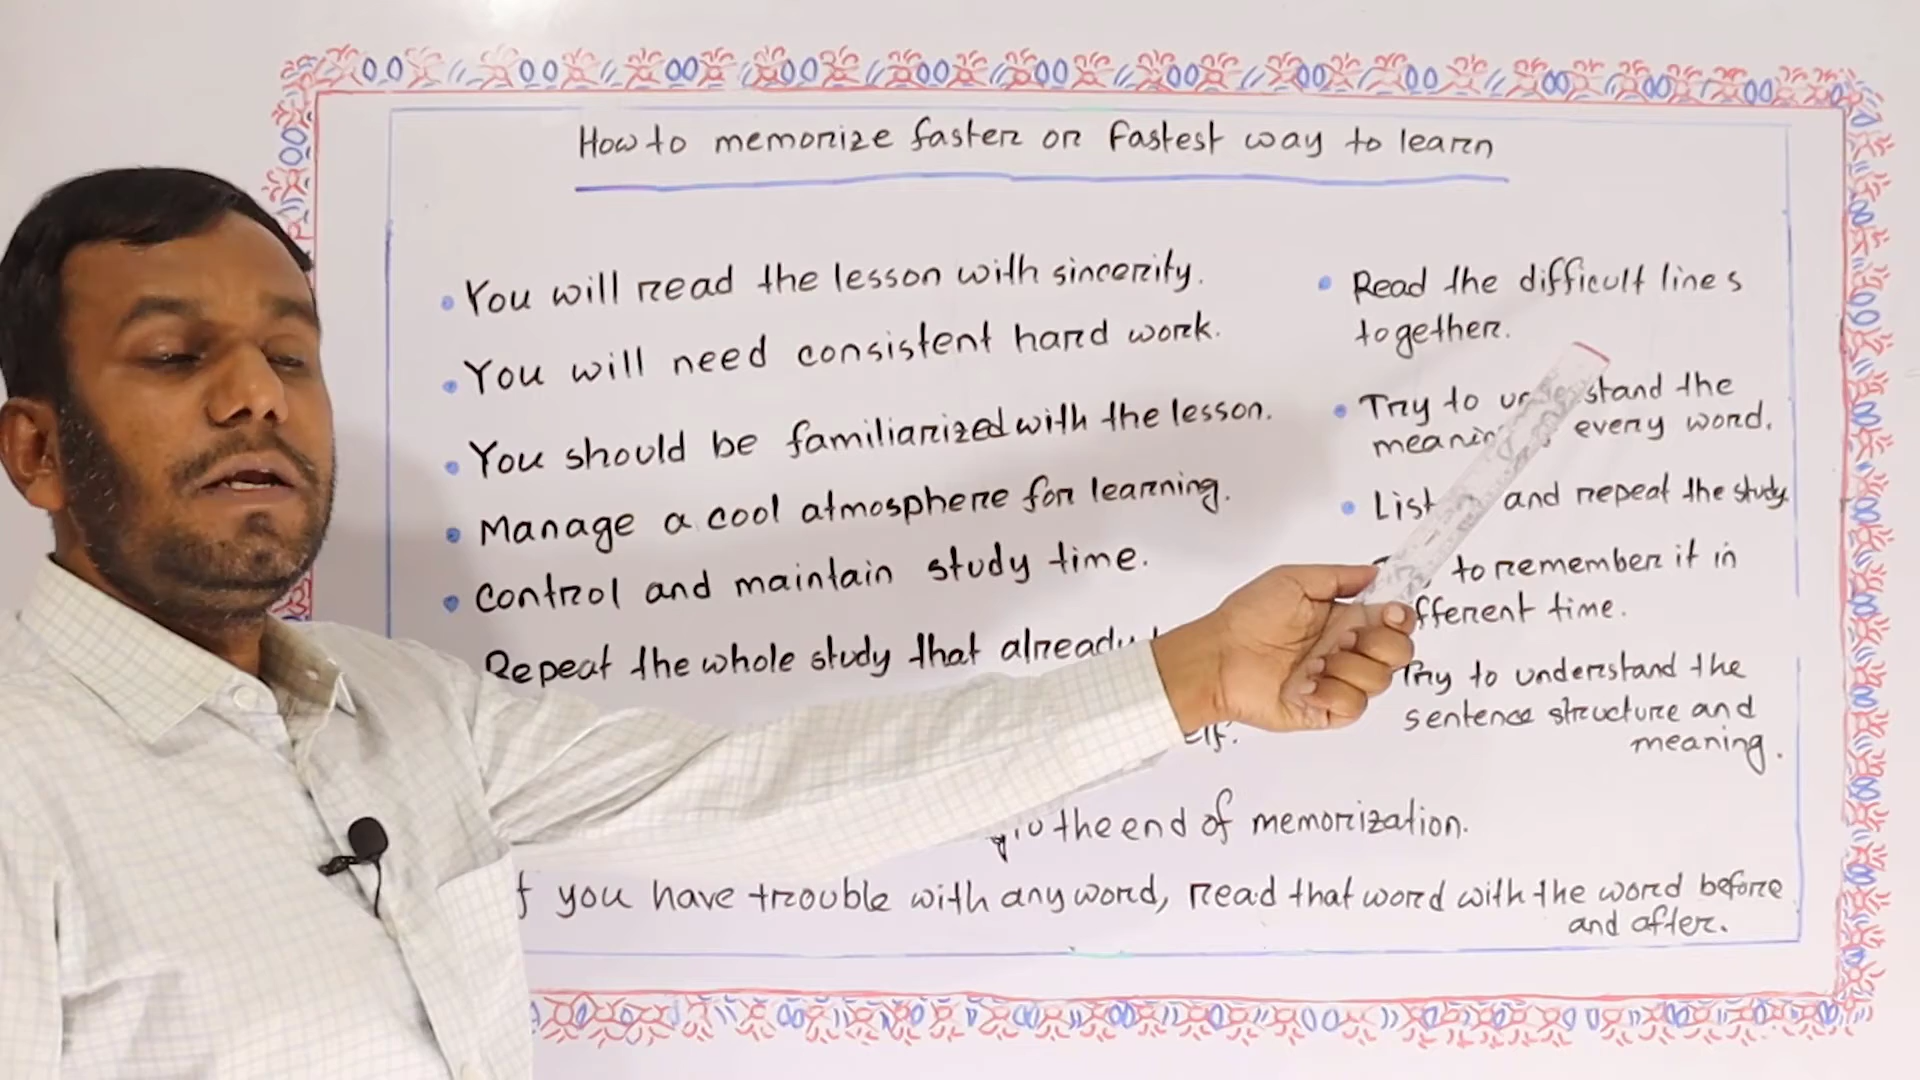 How to memorize faster or fastest way to learn
You will read the lesson with sincerity.
You will need consistent hard work.
You should be familiarized with the lesson.
Manage a cool atmosphere for learning.
Control and maintain study time.
Repeat the whole study that already
the end of memorization.
you have trouble with any word, read that word with the word before
and after.
Read the difficult lines
together.
Try to the
every word.
and repeat the study
to remember it in
time.
Try to understand the
sentence structure and
meaning.